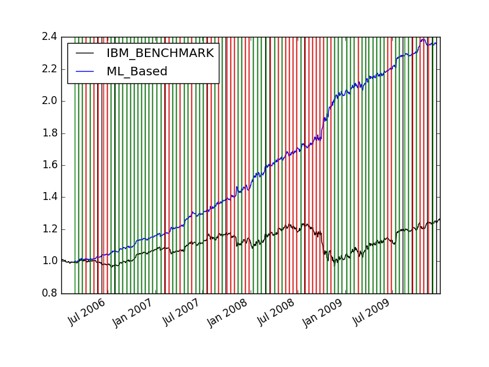 2.4
2.2
2.0
1.8
1.6
1.4
1.2
1.0
0.8
IBM_BENCHMARK
ML_Based
Jul 2006
Jan 2007
Jul 2007
Jan 2008
Jul 2008
Jan 2009
Jul 2009